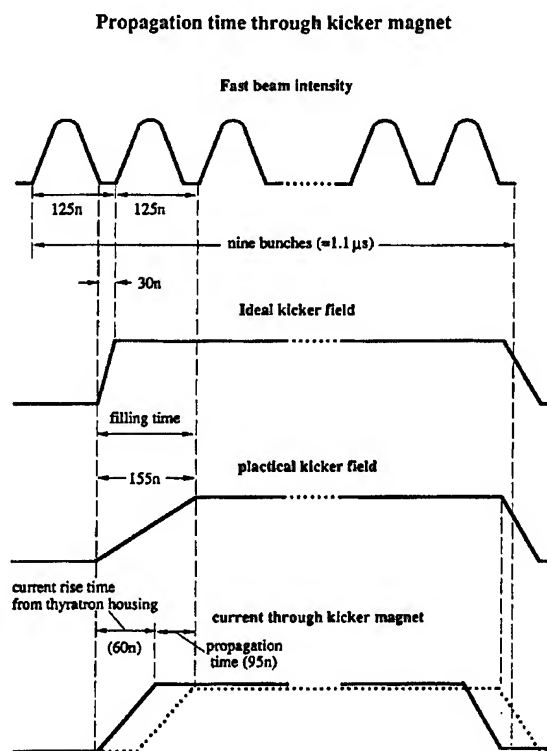 Propagation time through kicker magnet
Fast beam intensity
125n
125n
nine bunches (=1.1 μs)
30n
Ideal kicker field
filling time
155n
plactical kicker field
current rise time
from thyratron housing
current through kicker magnet
(60n)
propagation
time (95n)